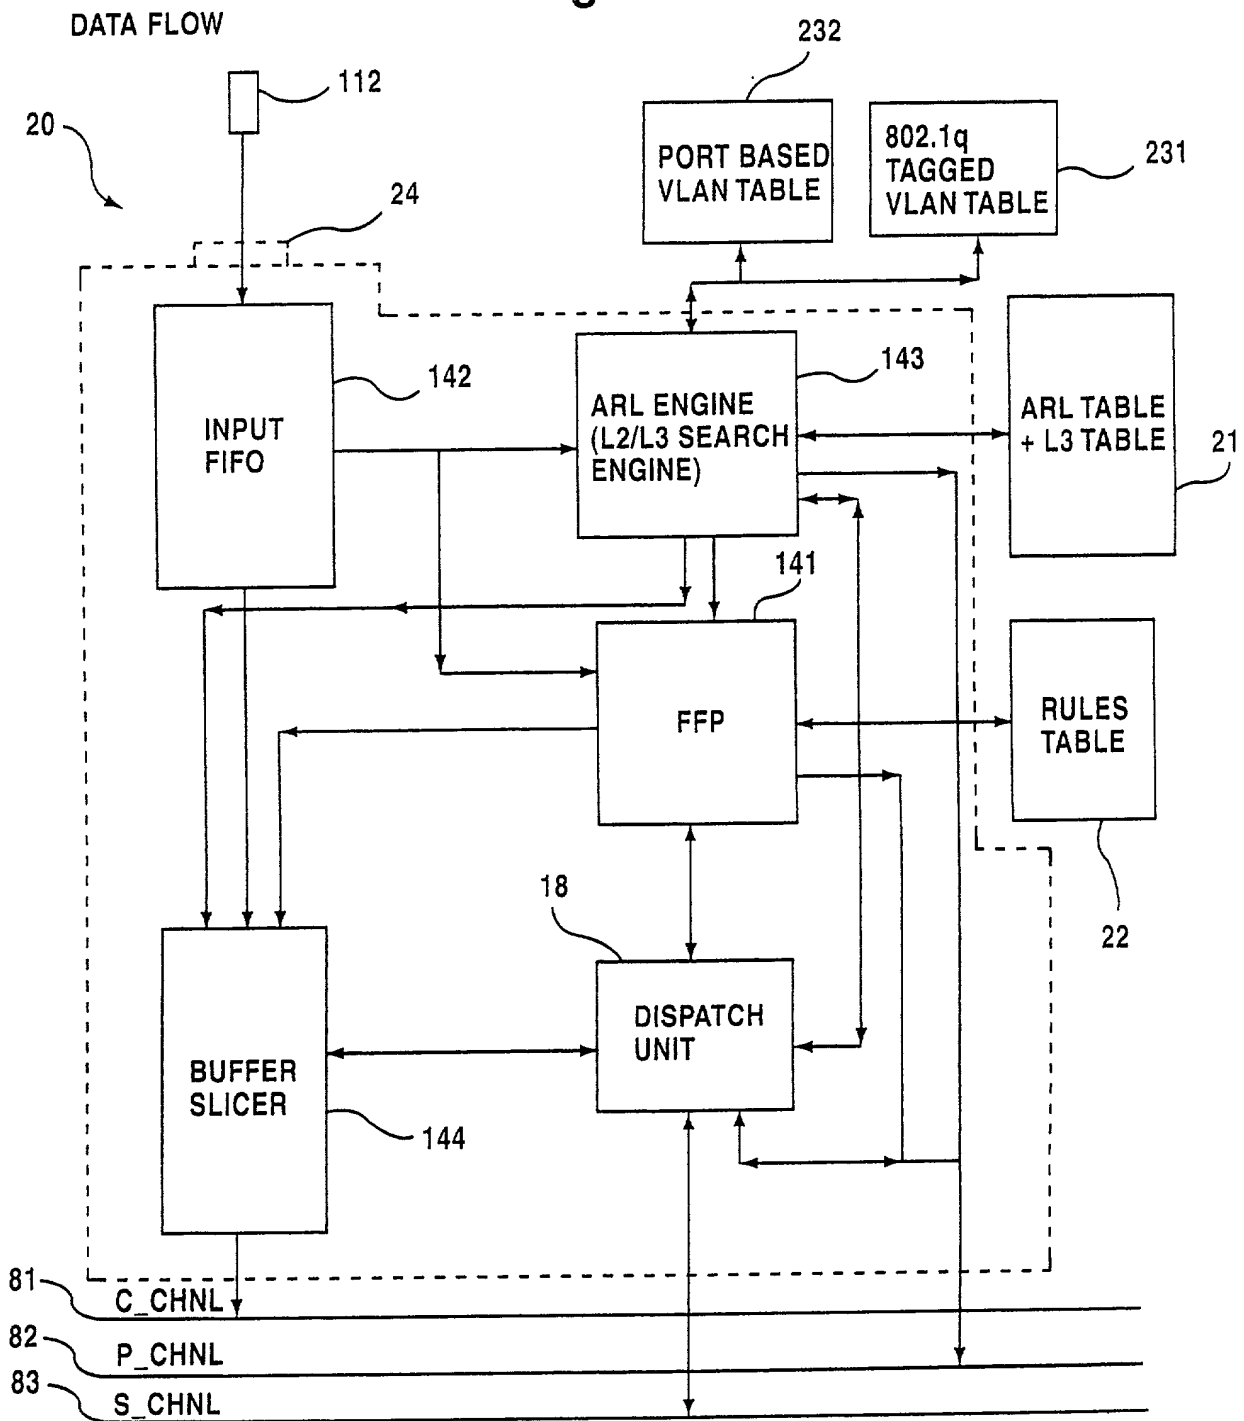 DATA FLOW
112
20
24
232
PORT BASED
VLAN TABLE
802.1q
TAGGED
VLAN TABLE
231
INPUT
FIFO
142
ARL ENGINE
(L2/L3 SEARCH
ENGINE)
143
ARL TABLE
+ L3 TABLE
21
141
FFP
RULES
TABLE
22
18
DISPATCH
UNIT
BUFFER
SLICER
144
81
C_CHNL
82
P_CHNL
83
S_CHNL